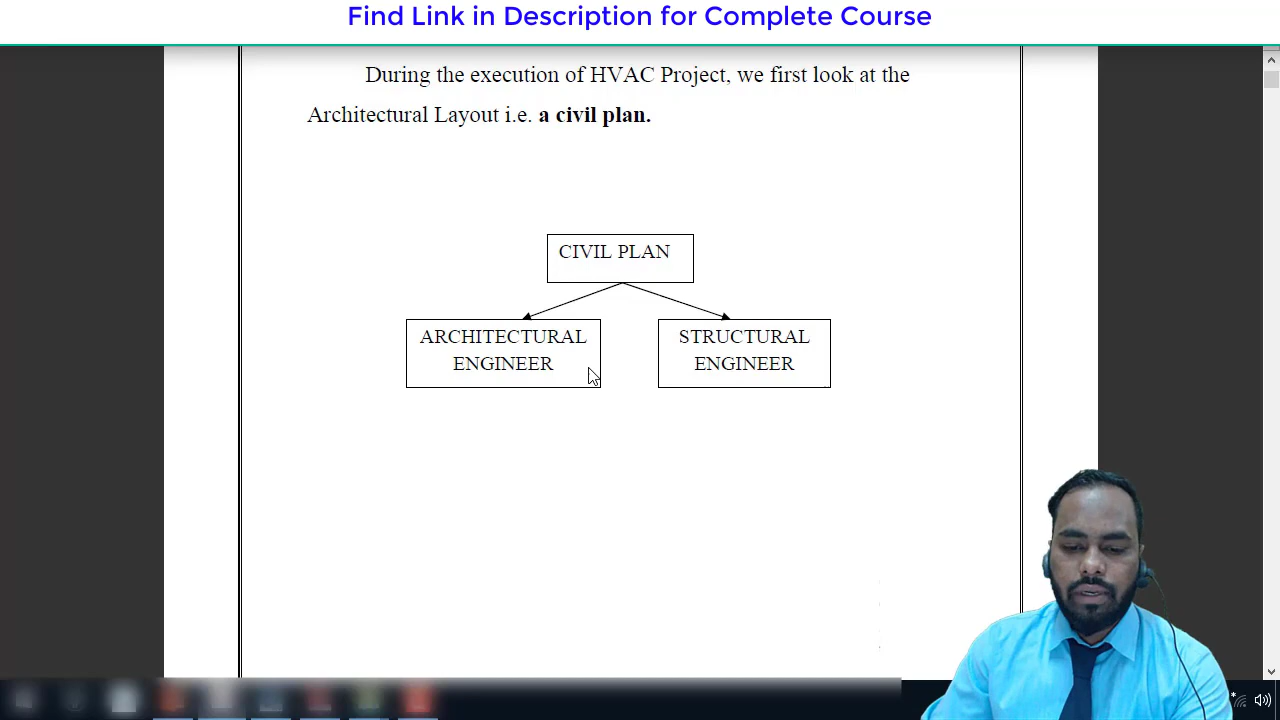 Find Link in Description for Complete Course
During the execution of HVAC Project, we first look at the
Architectural Layout i.e. a civil plan.
CIVIL PLAN
ARCHITECTURAL
ENGINEER
STRUCTURAL
ENGINEER